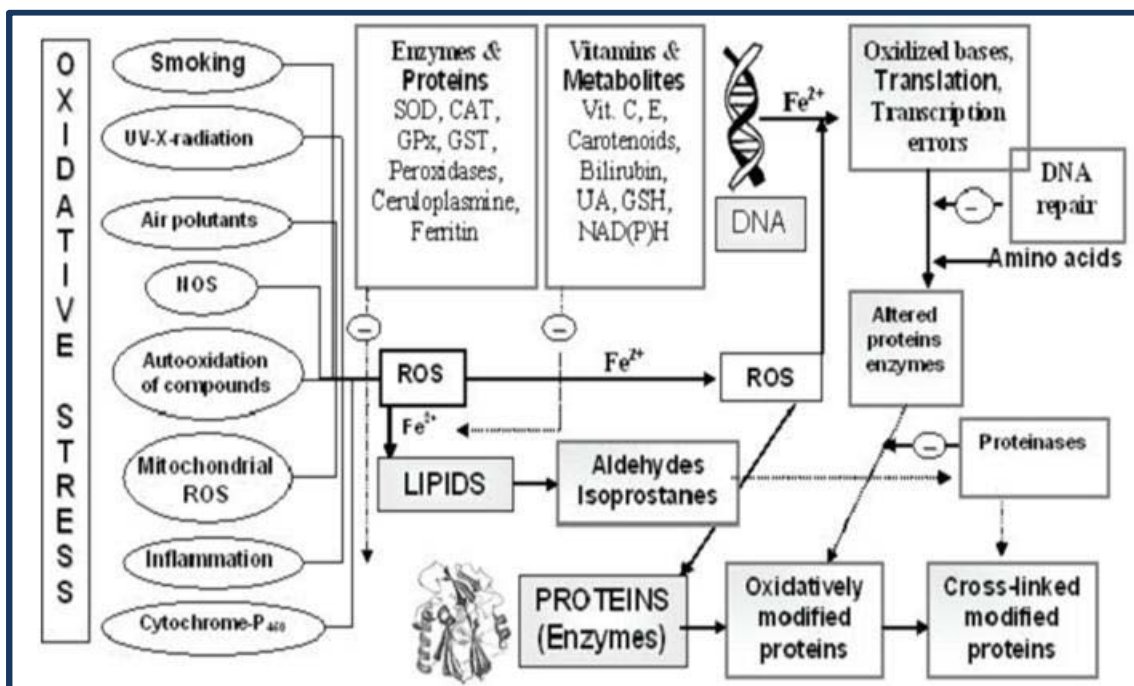 OXIDATIVE STRESS
Smoking
UV-X-radiation
Air polutants
NOS
Autooxidation
of compounds
Mitochondrial
ROS
Inflammation
Cytochrome-P450
Enzymes &
Proteins
SOD, CAT,
GPx, GST,
Peroxidases,
Ceruloplasmine,
Ferritin
Vitamins &
Metabolites
Vit. C, E,
Carotenoids,
Bilirubin,
UA, GSH,
NAD(P)H
DNA
Fe2+
Oxidized bases,
Translation,
Transcription
errors
DNA
repair
−
Amino acids
Altered
proteins
enzymes
−
−
ROS
Fe2+
ROS
Fe2+
LIPIDS
Aldehydes
Isoprostanes
−
Proteinases
PROTEINS
(Enzymes)
Oxidatively
modified
proteins
Cross-linked
modified
proteins